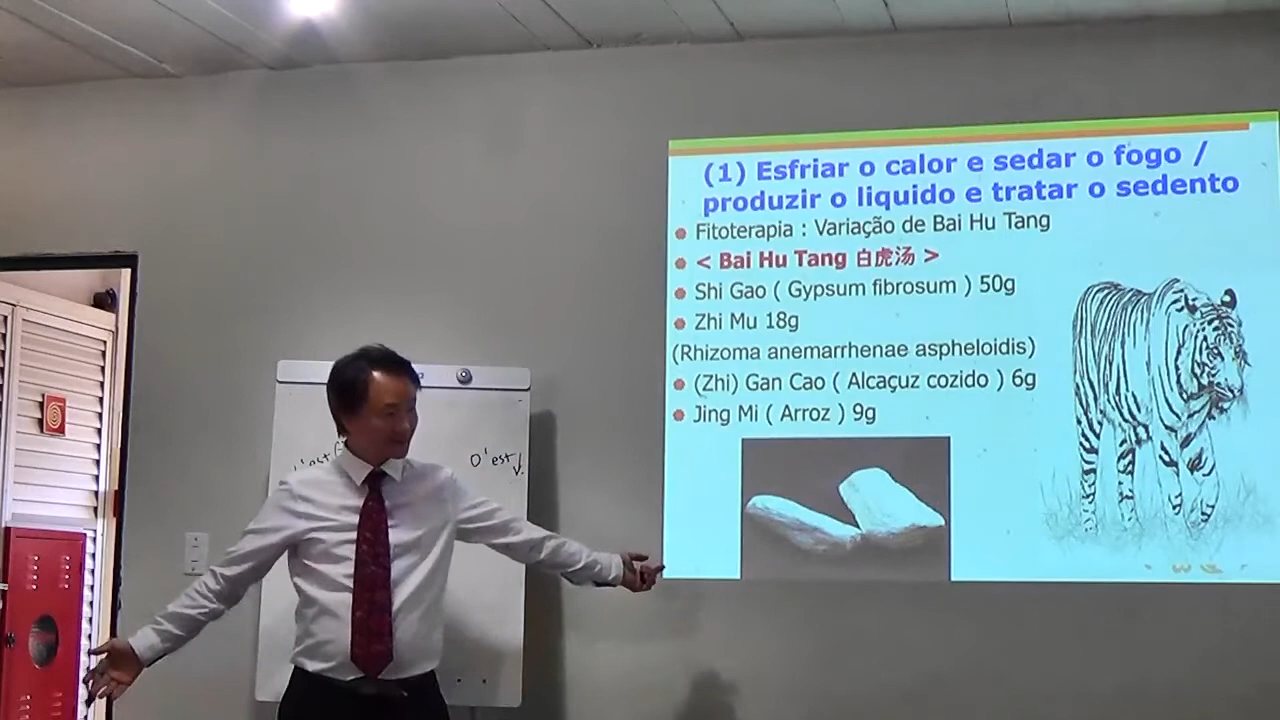 (1) Esfriar o calor e sedar o fogo /
produzir o liquido e tratar o sedento
Fitoterapia : Variação de Bai Hu Tang
< Bai Hu Tang 白虎汤 >
Shi Gao ( Gypsum fibrosum ) 50g
Zhi Mu 18g
(Rhizoma anemarrhenae aspheloidis)
(Zhi) Gan Cao ( Alcaçuz cozido ) 6g
Jing Mi ( Arroz ) 9g
D'est↓